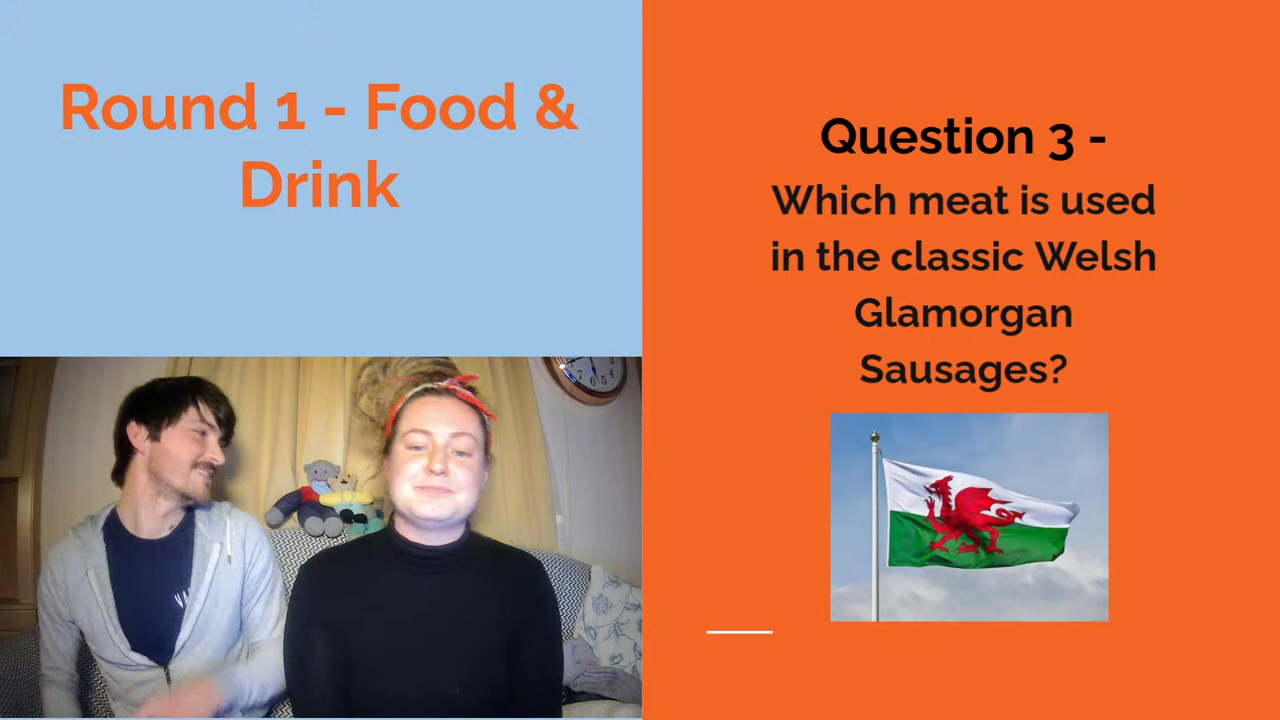 Round 1 - Food &
Drink
Question 3 -
Which meat is used
in the classic Welsh
Glamorgan
Sausages?